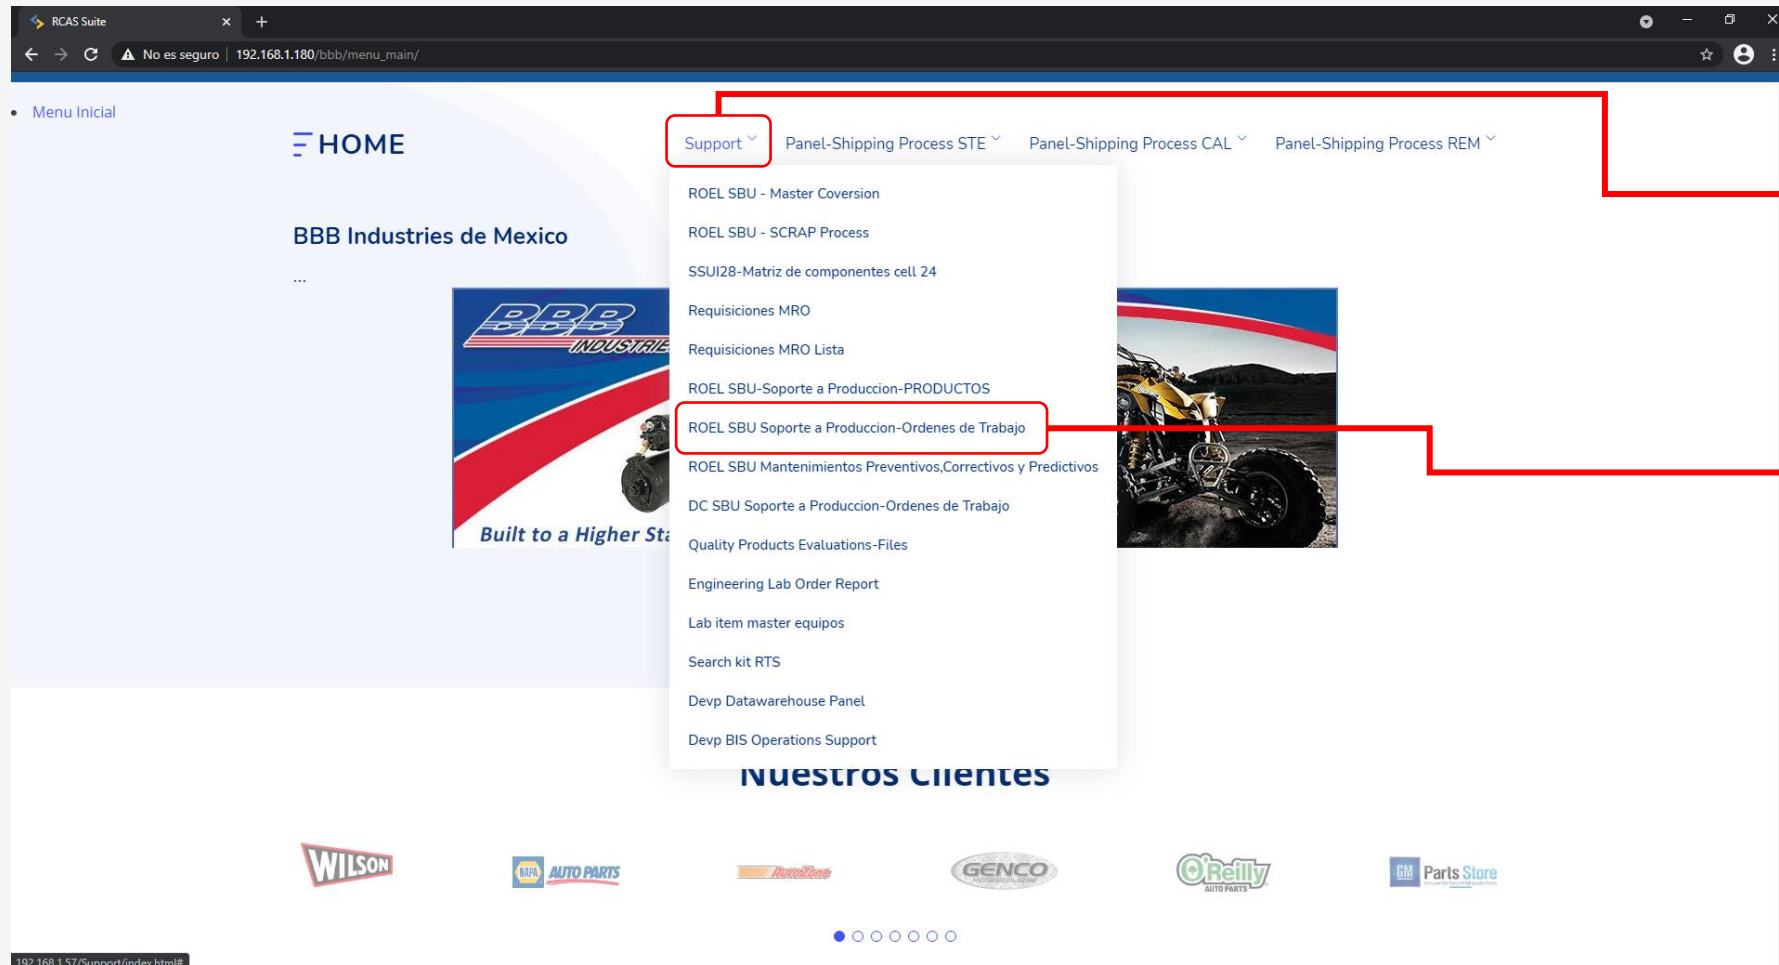 RCAS Suite
No es seguro | 192.168.1.180/bbb/menu_main/
Menu Inicial
HOME
Support
Panel-Shipping Process STE
Panel-Shipping Process CAL
Panel-Shipping Process REM
BBB Industries de Mexico
...
ROEL SBU - Master Coversion
ROEL SBU - SCRAP Process
SSUI28-Matriz de componentes cell 24
Requisiciones MRO
Requisiciones MRO Lista
ROEL SBU-Soporte a Produccion-PRODUCTOS
ROEL SBU Soporte a Produccion-Ordenes de Trabajo
ROEL SBU Mantenimientos Preventivos,Correctivos y Predictivos
DC SBU Soporte a Produccion-Ordenes de Trabajo
Quality Products Evaluations-Files
Engineering Lab Order Report
Lab item master equipos
Search kit RTS
Devp Datawarehouse Panel
Devp BIS Operations Support
BBB
INDUSTRIE
Built to a Higher Sta
Nuestros Clientes
WILSON
NAPA AUTO PARTS
AutoZone
GENCO
O'Reilly
AUTO PARTS
GM Parts Store
192.168.1.57/Support/index.html#